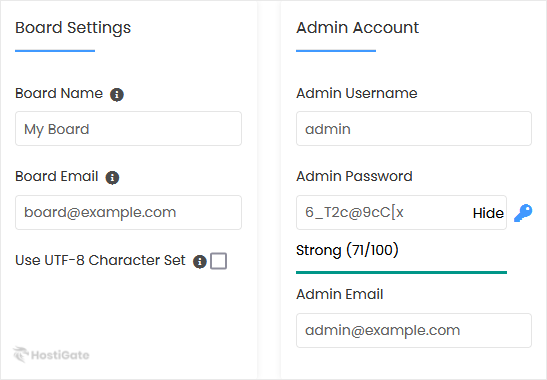 Board Settings
Board Name
My Board
Board Email
board@example.com
Use UTF-8 Character Set
HostiGate
Admin Account
Admin Username
admin
Admin Password
6_T2c@9cC[x
Hide
Strong (71/100)
Admin Email
admin@example.com